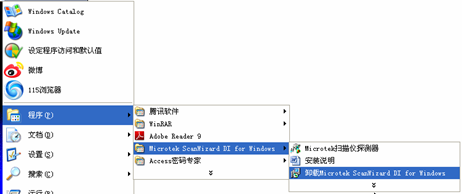 Windows Catalog
Windows Update
设定程序访问和默认值
微博
115浏览器
程序(P)
文档(D)
设置(S)
搜索(C)
腾讯软件
WinRAR
Adobe Reader 9
Microtek ScanWizard DI for Windows
Access密码专家
Microtek扫描仪探测器
安装说明
卸载Microtek ScanWizard DI for Windows